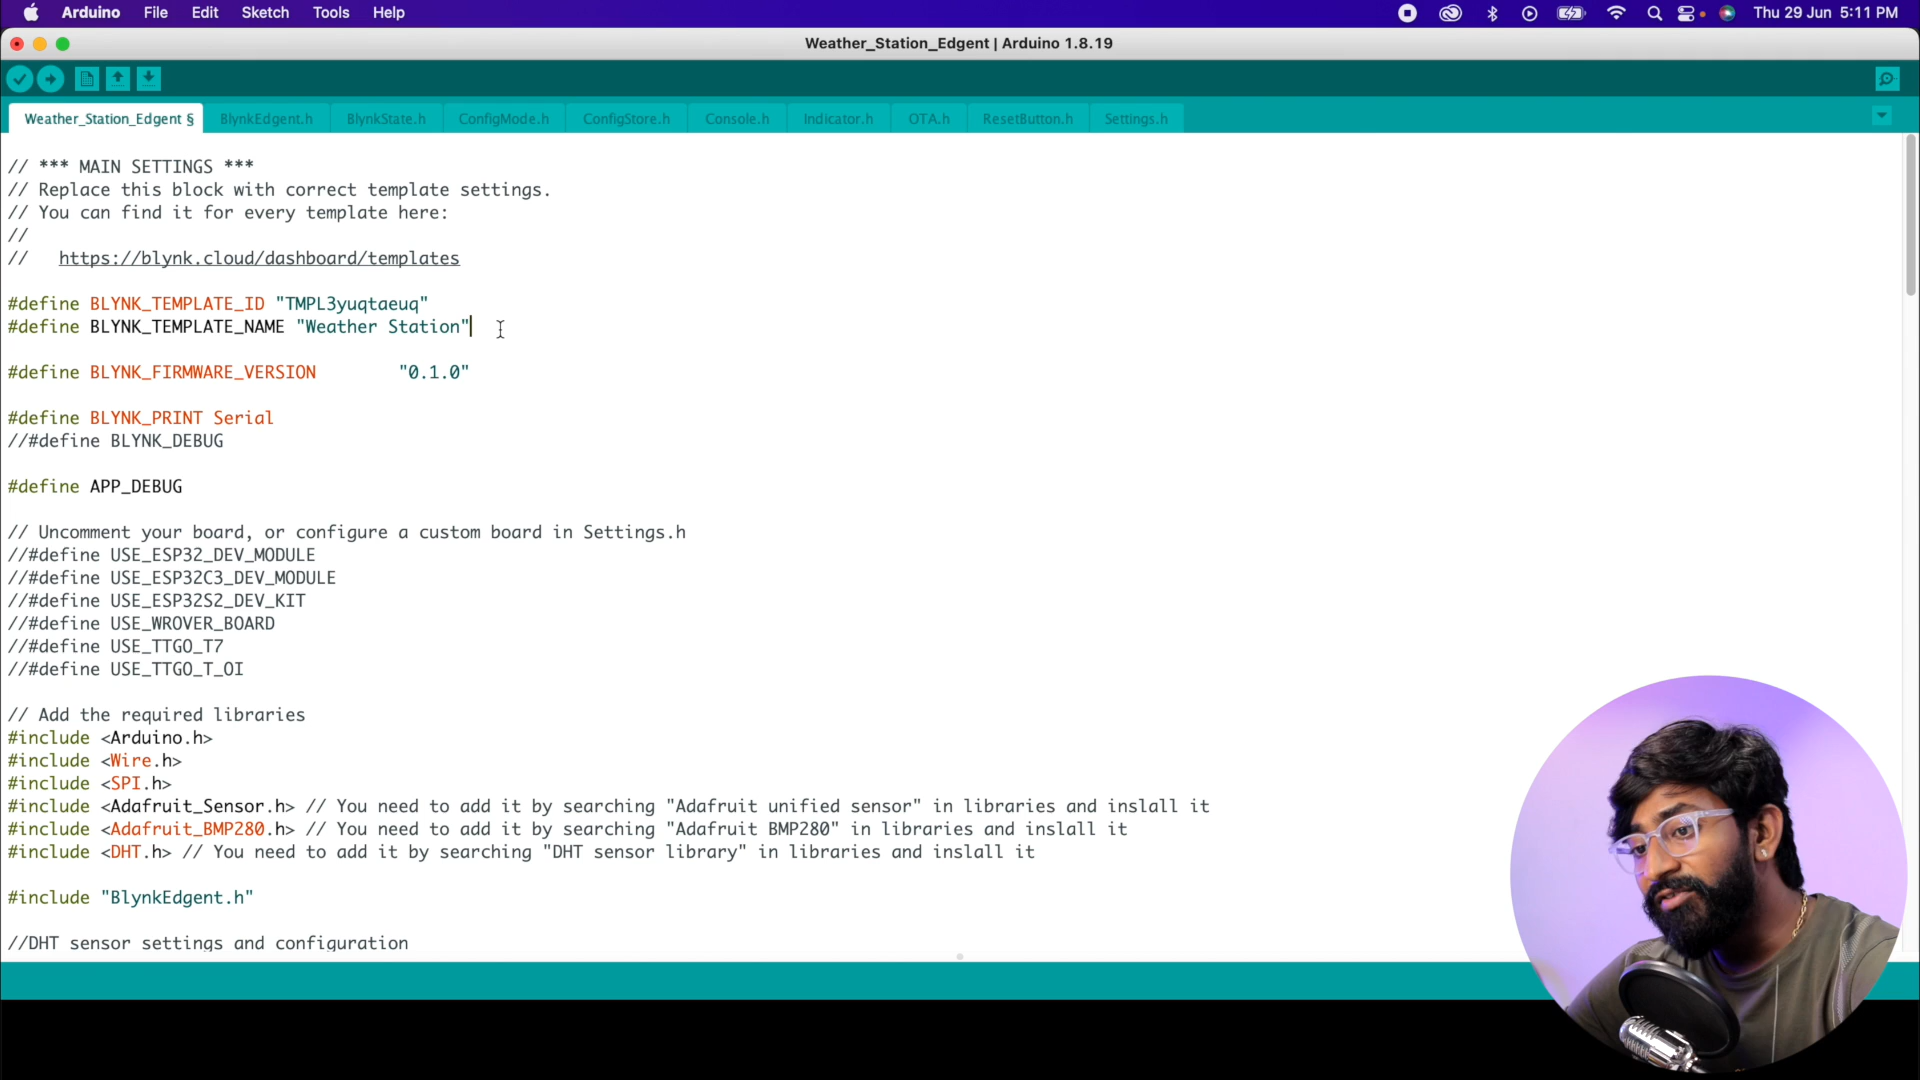 Arduino File Edit Sketch Tools Help Thu 29 Jun 5:11 PM
Weather_Station_Edgent | Arduino 1.8.19
Weather_Station_Edgent § BlynkEdgent.h BlynkState.h ConfigMode.h ConfigStore.h Console.h Indicator.h OTA.h ResetButton.h Settings.h
// *** MAIN SETTINGS ***
// Replace this block with correct template settings.
// You can find it for every template here:
//
//   https://blynk.cloud/dashboard/templates
#define BLYNK_TEMPLATE_ID "TMPL3yuqtaeuq"
#define BLYNK_TEMPLATE_NAME "Weather Station"
#define BLYNK_FIRMWARE_VERSION        "0.1.0"
#define BLYNK_PRINT Serial
//#define BLYNK_DEBUG
#define APP_DEBUG
// Uncomment your board, or configure a custom board in Settings.h
//#define USE_ESP32_DEV_MODULE
//#define USE_ESP32C3_DEV_MODULE
//#define USE_ESP32S2_DEV_KIT
//#define USE_WROVER_BOARD
//#define USE_TTGO_T7
//#define USE_TTGO_T_OI
// Add the required libraries
#include <Arduino.h>
#include <Wire.h>
#include <SPI.h>
#include <Adafruit_Sensor.h> // You need to add it by searching "Adafruit unified sensor" in libraries and inslall it
#include <Adafruit_BMP280.h> // You need to add it by searching "Adafruit BMP280" in libraries and inslall it
#include <DHT.h> // You need to add it by searching "DHT sensor library" in libraries and inslall it
#include "BlynkEdgent.h"
//DHT sensor settings and configuration